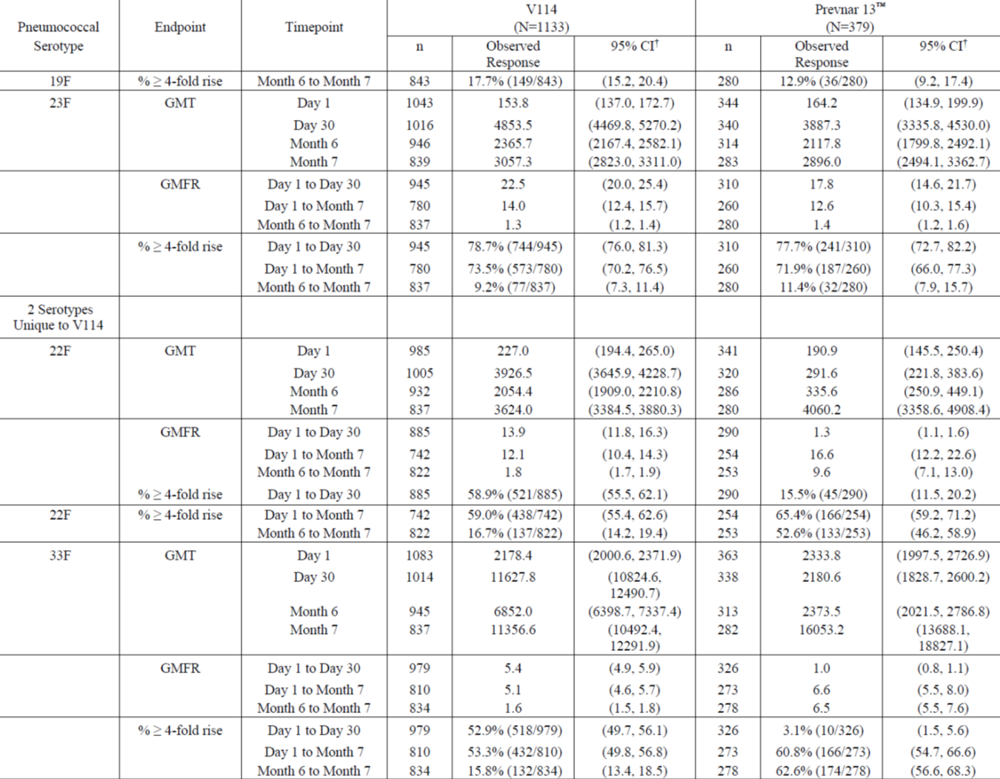 Pneumococcal Serotype Endpoint Timepoint V114 (N=1133) Prevnar 13™ (N=379)
n Observed Response 95% CI† n Observed Response 95% CI†
19F % ≥ 4-fold rise Month 6 to Month 7 843 17.7% (149/843) (15.2, 20.4) 280 12.9% (36/280) (9.2, 17.4)
23F GMT Day 1 1043 153.8 (137.0, 172.7) 344 164.2 (134.9, 199.9)
Day 30 1016 4853.5 (4469.8, 5270.2) 340 3887.3 (3335.8, 4530.0)
Month 6 946 2365.7 (2167.4, 2582.1) 314 2117.8 (1799.8, 2492.1)
Month 7 839 3057.3 (2823.0, 3311.0) 283 2896.0 (2494.1, 3362.7)
GMFR Day 1 to Day 30 945 22.5 (20.0, 25.4) 310 17.8 (14.6, 21.7)
Day 1 to Month 7 780 14.0 (12.4, 15.7) 260 12.6 (10.3, 15.4)
Month 6 to Month 7 837 1.3 (1.2, 1.4) 280 1.4 (1.2, 1.6)
% ≥ 4-fold rise Day 1 to Day 30 945 78.7% (744/945) (76.0, 81.3) 310 77.7% (241/310) (72.7, 82.2)
Day 1 to Month 7 780 73.5% (573/780) (70.2, 76.5) 260 71.9% (187/260) (66.0, 77.3)
Month 6 to Month 7 837 9.2% (77/837) (7.3, 11.4) 280 11.4% (32/280) (7.9, 15.7)
2 Serotypes
Unique to V114
22F GMT Day 1 985 227.0 (194.4, 265.0) 341 190.9 (145.5, 250.4)
Day 30 1005 3926.5 (3645.9, 4228.7) 320 291.6 (221.8, 383.6)
Month 6 932 2054.4 (1909.0, 2210.8) 286 335.6 (250.9, 449.1)
Month 7 837 3624.0 (3384.5, 3880.3) 280 4060.2 (3358.6, 4908.4)
GMFR Day 1 to Day 30 885 13.9 (11.8, 16.3) 290 1.3 (1.1, 1.6)
Day 1 to Month 7 742 12.1 (10.4, 14.3) 254 16.6 (12.2, 22.6)
Month 6 to Month 7 822 1.8 (1.7, 1.9) 253 9.6 (7.1, 13.0)
% ≥ 4-fold rise Day 1 to Day 30 885 58.9% (521/885) (55.5, 62.1) 290 15.5% (45/290) (11.5, 20.2)
22F % ≥ 4-fold rise Day 1 to Month 7 742 59.0% (438/742) (55.4, 62.6) 254 65.4% (166/254) (59.2, 71.2)
Month 6 to Month 7 822 16.7% (137/822) (14.2, 19.4) 253 52.6% (133/253) (46.2, 58.9)
33F GMT Day 1 1083 2178.4 (2000.6, 2371.9) 363 2333.8 (1997.5, 2726.9)
Day 30 1014 11627.8 (10824.6, 12490.7) 338 2180.6 (1828.7, 2600.2)
Month 6 945 6852.0 (6398.7, 7337.4) 313 2373.5 (2021.5, 2786.8)
Month 7 837 11356.6 (10492.4, 12291.9) 282 16053.2 (13688.1, 18827.1)
GMFR Day 1 to Day 30 979 5.4 (4.9, 5.9) 326 1.0 (0.8, 1.1)
Day 1 to Month 7 810 5.1 (4.6, 5.7) 273 6.6 (5.5, 8.0)
Month 6 to Month 7 834 1.6 (1.5, 1.8) 278 6.5 (5.5, 7.6)
% ≥ 4-fold rise Day 1 to Day 30 979 52.9% (518/979) (49.7, 56.1) 326 3.1% (10/326) (1.5, 5.6)
Day 1 to Month 7 810 53.3% (432/810) (49.8, 56.8) 273 60.8% (166/273) (54.7, 66.6)
Month 6 to Month 7 834 15.8% (132/834) (13.4, 18.5) 278 62.6% (174/278) (56.6, 68.3)